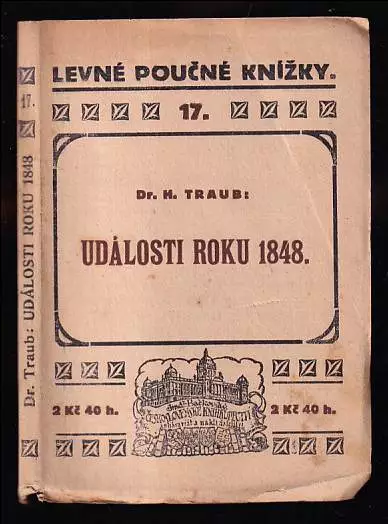 LEVNÉ POUČNÉ KNÍŽKY.
17.
Dr. H. TRAUB:
UDÁLOSTI ROKU 1848.
2 Kč 40 h.
2 Kč 40 h.
17.
Dr. Traub: UDÁLOSTI ROKU 1848